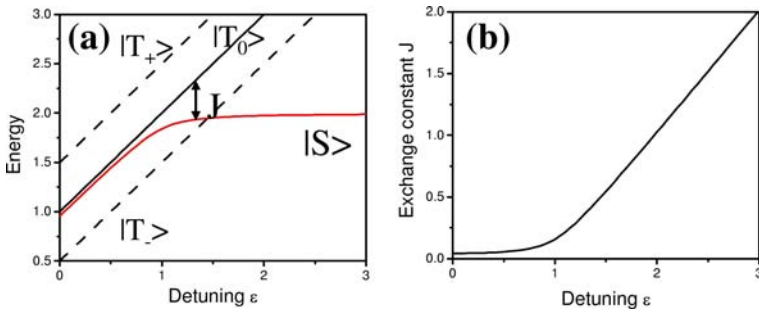 (a)
|T₊>
|T₀>
J
|S>
|T₋>
3.0
2.5
2.0
1.5
1.0
0.5
Energy
0
1
2
3
Detuning ε
(b)
2.0
1.5
1.0
0.5
0.0
Exchange constant J
0
1
2
3
Detuning ε